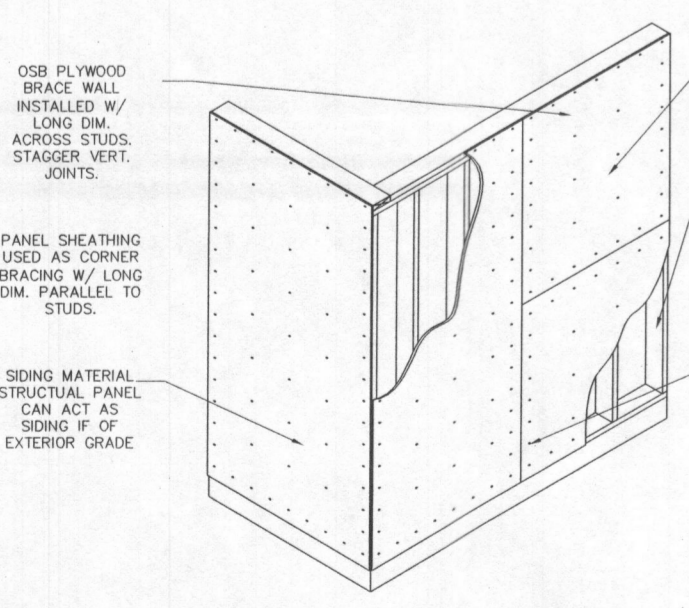 OSB PLYWOOD
BRACE WALL
INSTALLED W/
LONG DIM.
ACROSS STUDS.
STAGGER VERT.
JOINTS.
PANEL SHEATHING
USED AS CORNER
BRACING W/ LONG
DIM. PARALLEL TO
STUDS.
SIDING MATERIAL
STRUCTUAL PANEL
CAN ACT AS
SIDING IF OF
EXTERIOR GRADE